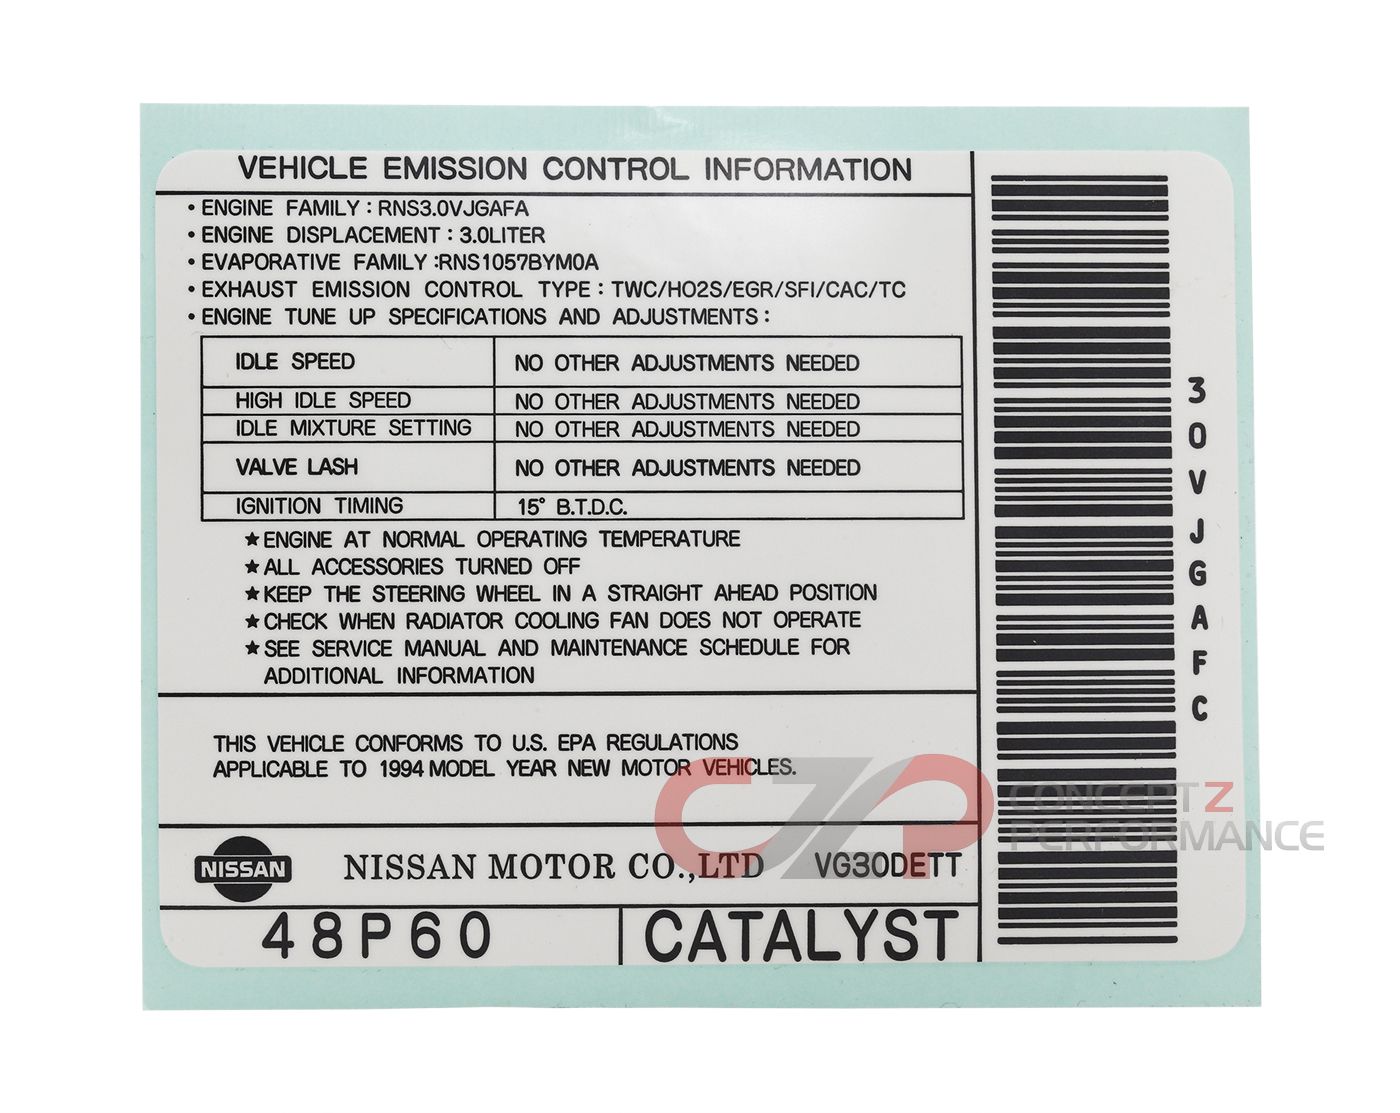 VEHICLE EMISSION CONTROL INFORMATION
• ENGINE FAMILY : RNS3.0VJGAFA
• ENGINE DISPLACEMENT : 3.0LITER
• EVAPORATIVE FAMILY :RNS1057BYM0A
• EXHAUST EMISSION CONTROL TYPE : TWC/HO2S/EGR/SFI/CAC/TC
• ENGINE TUNE UP SPECIFICATIONS AND ADJUSTMENTS :
IDLE SPEED NO OTHER ADJUSTMENTS NEEDED
HIGH IDLE SPEED NO OTHER ADJUSTMENTS NEEDED
IDLE MIXTURE SETTING NO OTHER ADJUSTMENTS NEEDED
VALVE LASH NO OTHER ADJUSTMENTS NEEDED
IGNITION TIMING 15° B.T.D.C.
★ ENGINE AT NORMAL OPERATING TEMPERATURE
★ ALL ACCESSORIES TURNED OFF
★ KEEP THE STEERING WHEEL IN A STRAIGHT AHEAD POSITION
★ CHECK WHEN RADIATOR COOLING FAN DOES NOT OPERATE
★ SEE SERVICE MANUAL AND MAINTENANCE SCHEDULE FOR
ADDITIONAL INFORMATION
THIS VEHICLE CONFORMS TO U.S. EPA REGULATIONS
APPLICABLE TO 1994 MODEL YEAR NEW MOTOR VEHICLES.
NISSAN NISSAN MOTOR CO.,LTD VG30DETT
48P60 CATALYST
30VJGAFC
CZP CONCEPT Z
PERFORMANCE